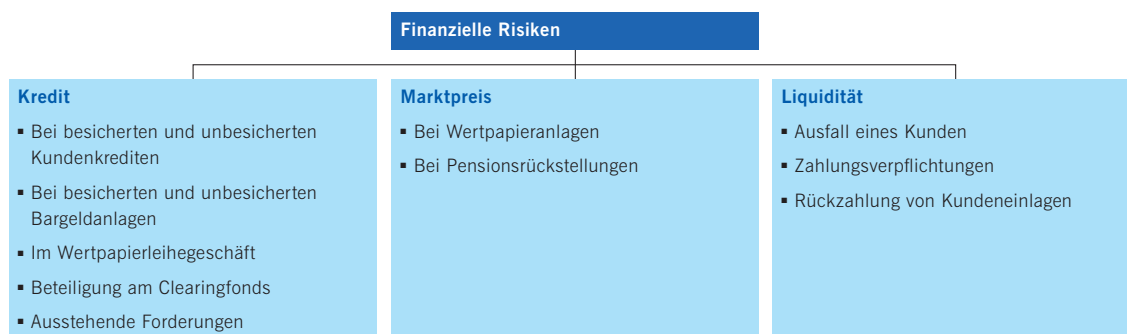 Finanzielle Risiken
Kredit
▪ Bei besicherten und unbesicherten
Kundenkrediten
▪ Bei besicherten und unbesicherten
Bargeldanlagen
▪ Im Wertpapierleihegeschäft
▪ Beteiligung am Clearingfonds
▪ Ausstehende Forderungen
Marktpreis
▪ Bei Wertpapieranlagen
▪ Bei Pensionsrückstellungen
Liquidität
▪ Ausfall eines Kunden
▪ Zahlungsverpflichtungen
▪ Rückzahlung von Kundeneinlagen